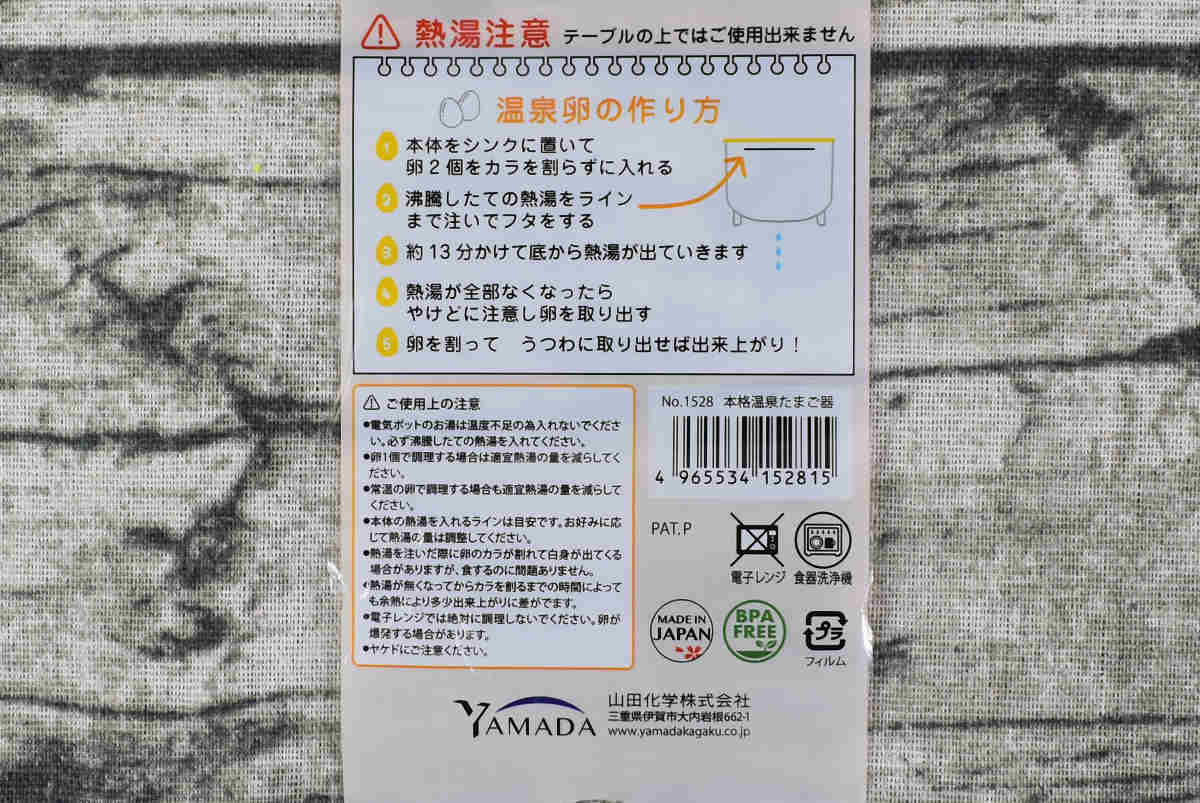 熱湯注意 テーブルの上ではご使用出来ません
温泉卵の作り方
1 本体をシンクに置いて
卵2個をカラを割らずに入れる
2 沸騰したての熱湯をライン
まで注いでフタをする
3 約13分かけて底から熱湯が出ていきます
4 熱湯が全部なくなったら
やけどに注意し卵を取り出す
5 卵を割って うつわに取り出せば出来上がり!
ご使用上の注意
●電気ポットのお湯は温度不足の為入れないでくださ
い。必ず沸騰したての熱湯を入れてください。
●卵1個で調理する場合は適宜熱湯の量を減らしてく
ださい。
●常温の卵で調理する場合も適宜熱湯の量を減らして
ください。
●本体の熱湯を入れるラインは目安です。お好みに応
じて熱湯の量は調整してください。
●熱湯を注いだ際に卵のカラが割れて白身が出てくる
場合がありますが、食するのに問題ありません。
●熱湯が無くなってからカラを割るまでの時間によって
も余熱により多少出来上がりに差がでます。
●電子レンジでは絶対に調理しないでください。卵が
爆発する場合があります。
●ヤケドにご注意ください。
No.1528 本格温泉たまご器
4 965534 152815
PAT.P
電子レンジ 食器洗浄機
MADE IN
JAPAN
BPA
FREE
プラ
フィルム
YAMADA
山田化学株式会社
三重県伊賀市大内岩根662-1
www.yamadakagaku.co.jp